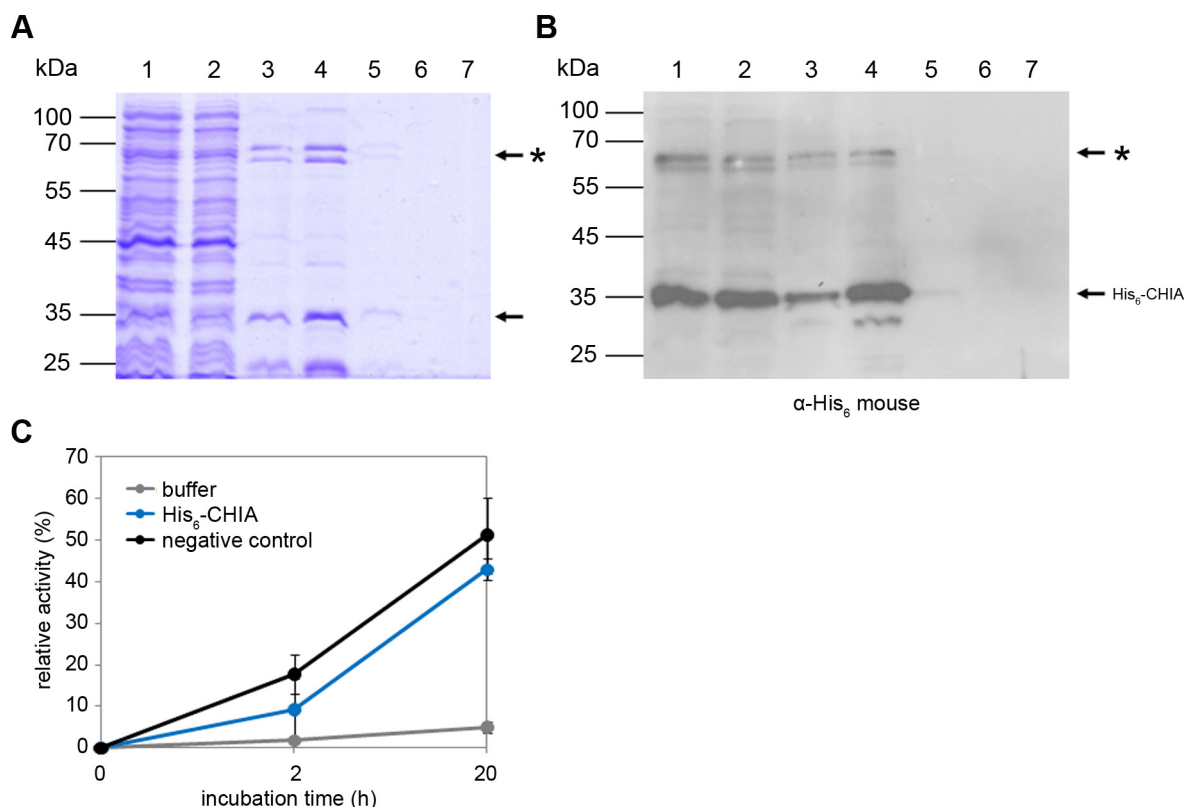 A
kDa 1 2 3 4 5 6 7
100
70
*
55
45
35
25
B
kDa 1 2 3 4 5 6 7
100
70
*
55
45
35 His₆-CHIA
25
α-His₆ mouse
C
relative activity (%)
70
60
50
40
30
20
10
0
buffer
His₆-CHIA
negative control
0 2 20
incubation time (h)